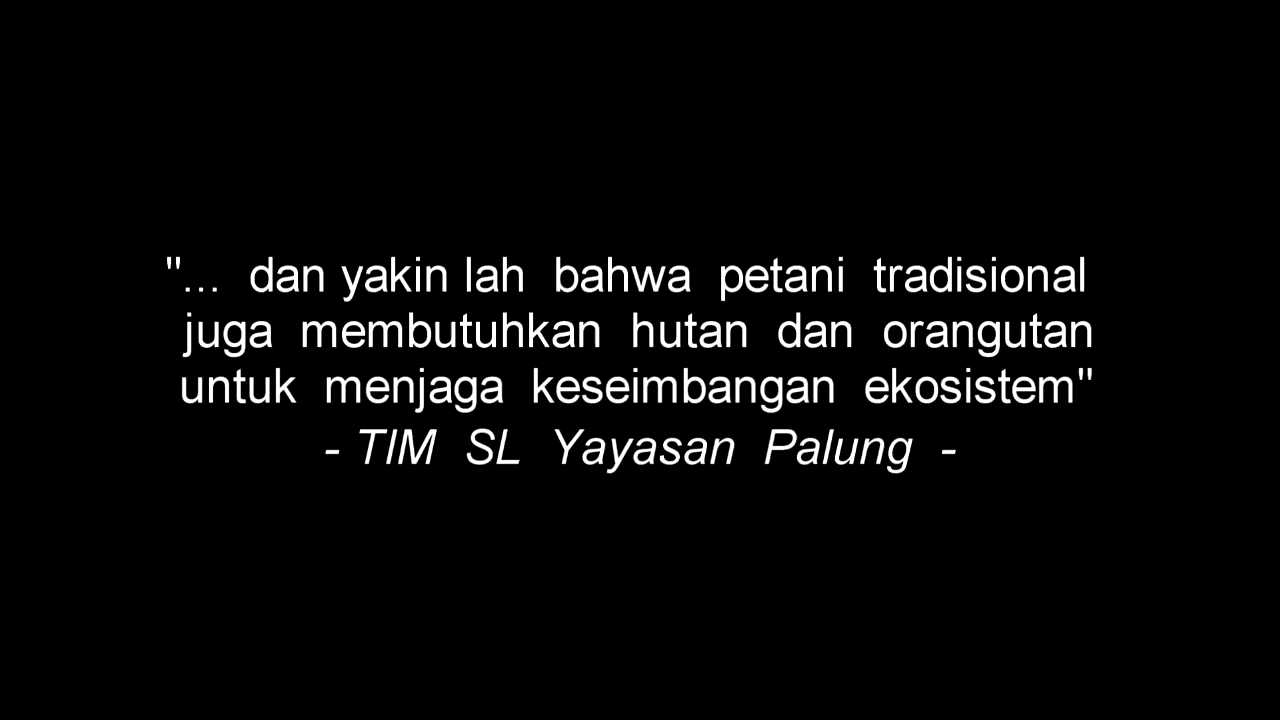 "... dan yakin lah bahwa petani tradisional
juga membutuhkan hutan dan orangutan
untuk menjaga keseimbangan ekosistem"
- TIM SL Yayasan Palung -